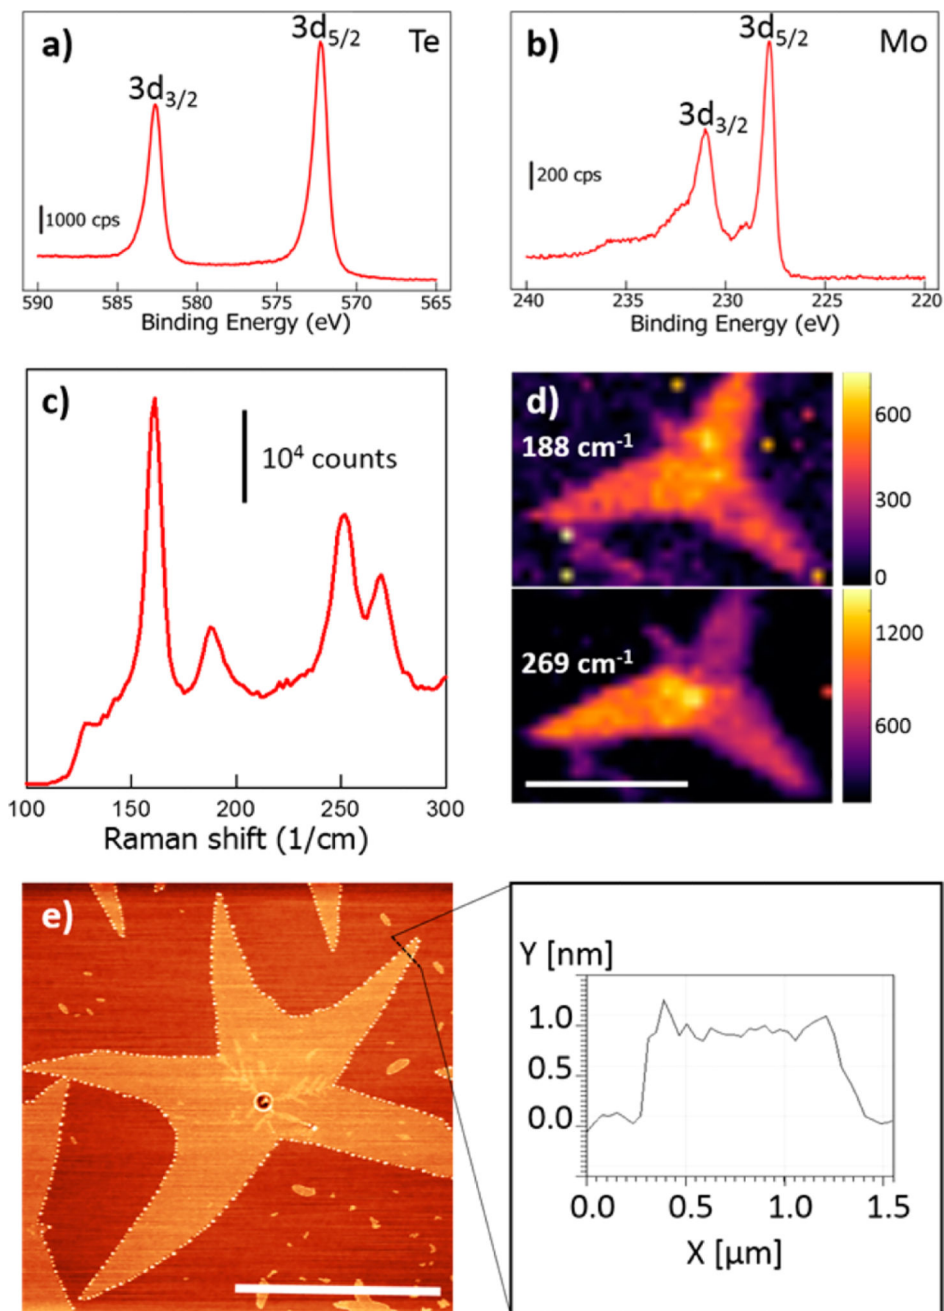 a)
3d5/2
Te
3d3/2
1000 cps
590 585 580 575 570 565
Binding Energy (eV)
b)
3d5/2
Mo
3d3/2
200 cps
240 235 230 225 220
Binding Energy (eV)
c)
10⁴ counts
100 150 200 250 300
Raman shift (1/cm)
d)
188 cm⁻¹
600
300
0
269 cm⁻¹
1200
600
e)
Y [nm]
1.0
0.5
0.0
0.0 0.5 1.0 1.5
X [µm]